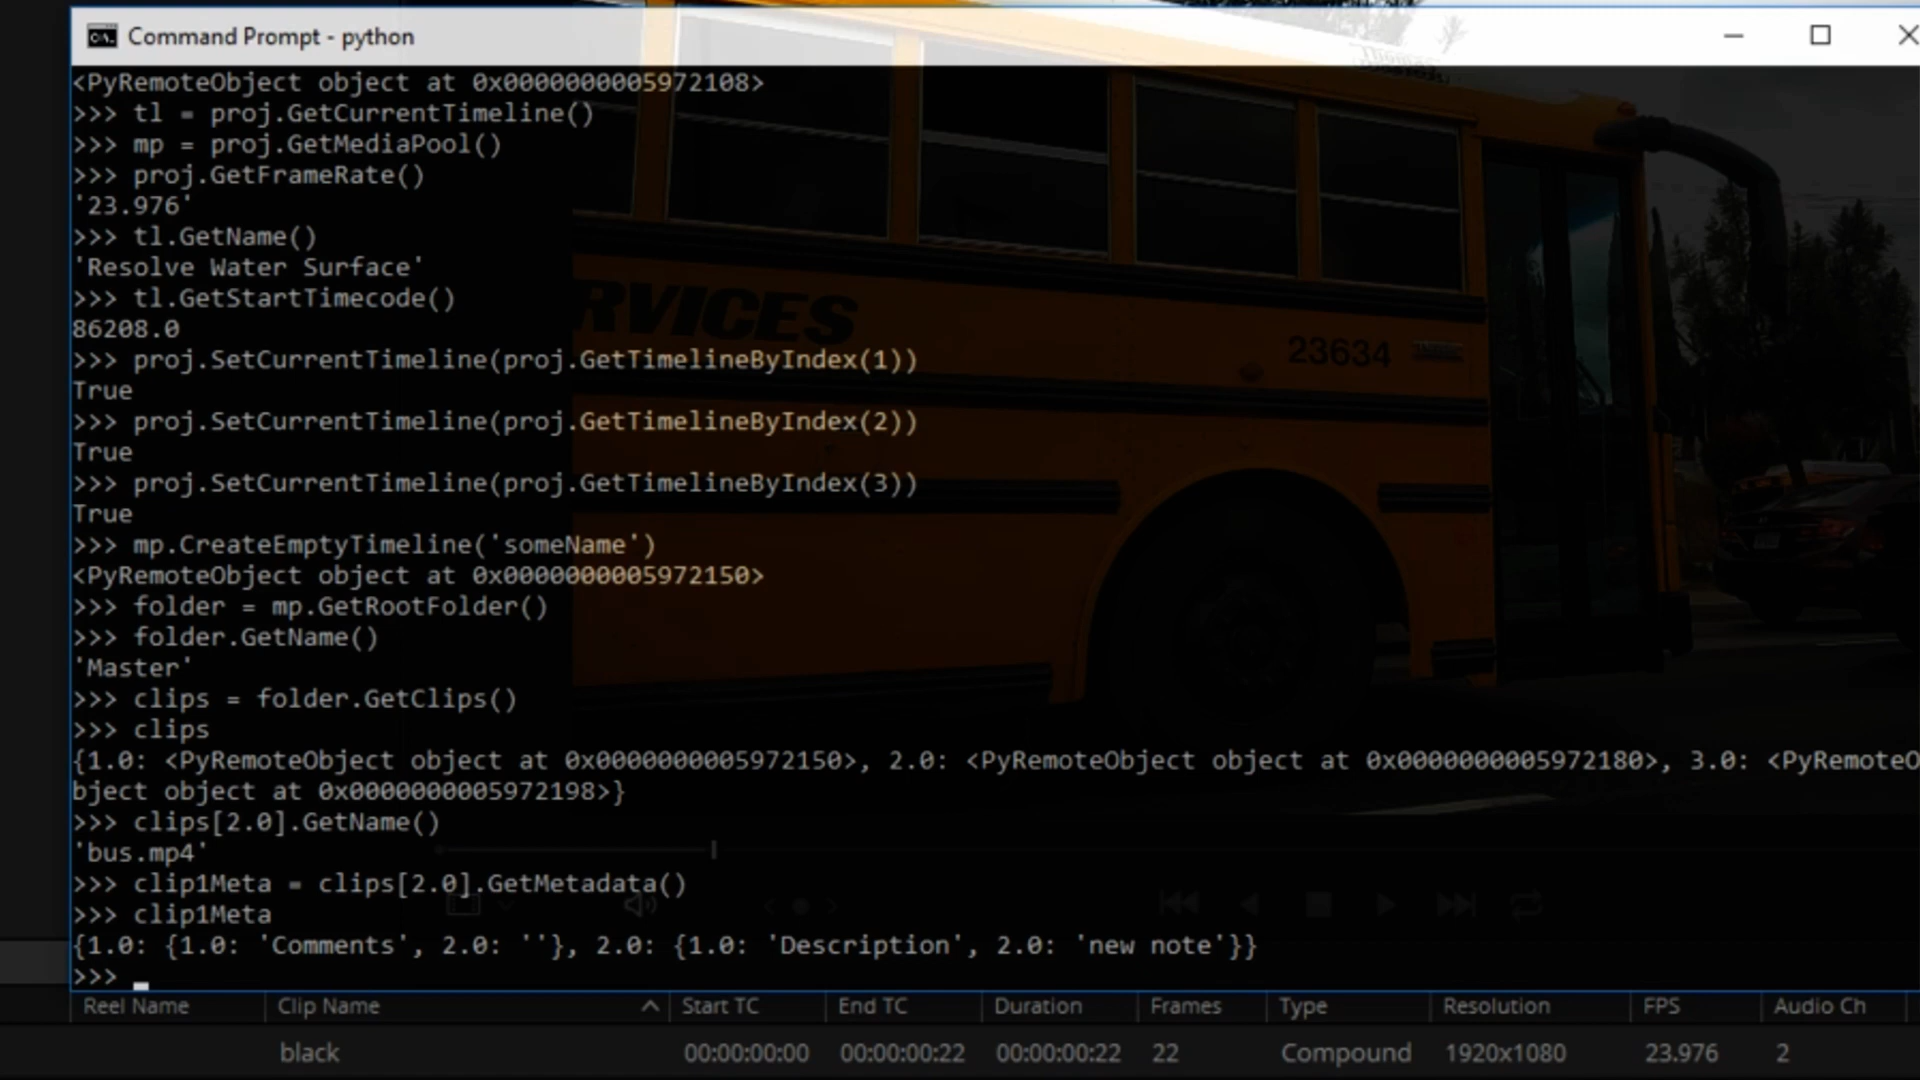 Command Prompt - python
<PyRemoteObject object at 0x0000000005972108>
>>> tl = proj.GetCurrentTimeline()
>>> mp = proj.GetMediaPool()
>>> proj.GetFrameRate()
'23.976'
>>> tl.GetName()
'Resolve Water Surface'
>>> tl.GetStartTimecode()
86208.0
>>> proj.SetCurrentTimeline(proj.GetTimelineByIndex(1))
True
>>> proj.SetCurrentTimeline(proj.GetTimelineByIndex(2))
True
>>> proj.SetCurrentTimeline(proj.GetTimelineByIndex(3))
True
>>> mp.CreateEmptyTimeline('someName')
<PyRemoteObject object at 0x0000000005972150>
>>> folder = mp.GetRootFolder()
>>> folder.GetName()
'Master'
>>> clips = folder.GetClips()
>>> clips
{1.0: <PyRemoteObject object at 0x0000000005972150>, 2.0: <PyRemoteObject object at 0x0000000005972180>, 3.0: <PyRemoteO
bject object at 0x0000000005972198>}
>>> clips[2.0].GetName()
'bus.mp4'
>>> clip1Meta = clips[2.0].GetMetadata()
>>> clip1Meta
{1.0: {1.0: 'Comments', 2.0: ''}, 2.0: {1.0: 'Description', 2.0: 'new note'}}
>>>
RVICES
23634
Reel Name Clip Name Start TC End TC Duration Frames Type Resolution FPS Audio Ch
black 00:00:00:00 00:00:00:22 00:00:00:22 22 Compound 1920x1080 23.976 2